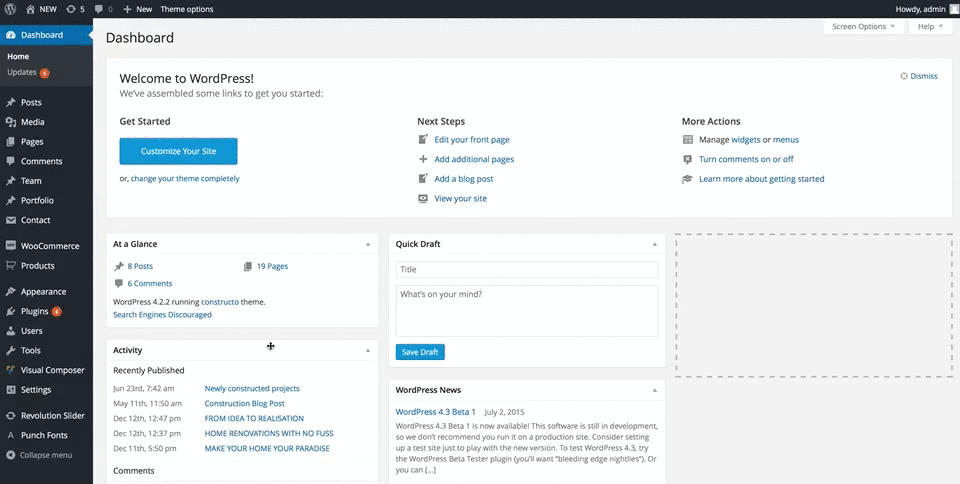 NEW 5 0 New Theme options Howdy, admin
Dashboard
Home
Updates 5
Posts
Media
Pages
Comments
Team
Portfolio
Contact
WooCommerce
Products
Appearance
Plugins 4
Users
Tools
Visual Composer
Settings
Revolution Slider
Punch Fonts
Collapse menu
Screen Options Help
Dashboard
Welcome to WordPress!
We've assembled some links to get you started:
Dismiss
Get Started
Customize Your Site
or, change your theme completely
Next Steps
Edit your front page
Add additional pages
Add a blog post
View your site
More Actions
Manage widgets or menus
Turn comments on or off
Learn more about getting started
At a Glance
8 Posts 19 Pages
6 Comments
WordPress 4.2.2 running constructo theme.
Search Engines Discouraged
Activity
Recently Published
Jun 23rd, 7:42 am Newly constructed projects
May 11th, 11:50 am Construction Blog Post
Dec 12th, 12:47 pm FROM IDEA TO REALISATION
Dec 12th, 12:37 pm HOME RENOVATIONS WITH NO FUSS
Dec 11th, 5:50 pm MAKE YOUR HOME YOUR PARADISE
Comments
Quick Draft
Title
What's on your mind?
Save Draft
WordPress News
WordPress 4.3 Beta 1 July 2, 2015
WordPress 4.3 Beta 1 is now available! This software is still in development,
so we don't recommend you run it on a production site. Consider setting
up a test site just to play with the new version. To test WordPress 4.3, try
the WordPress Beta Tester plugin (you'll want "bleeding edge nightlies"). Or
you can [...]